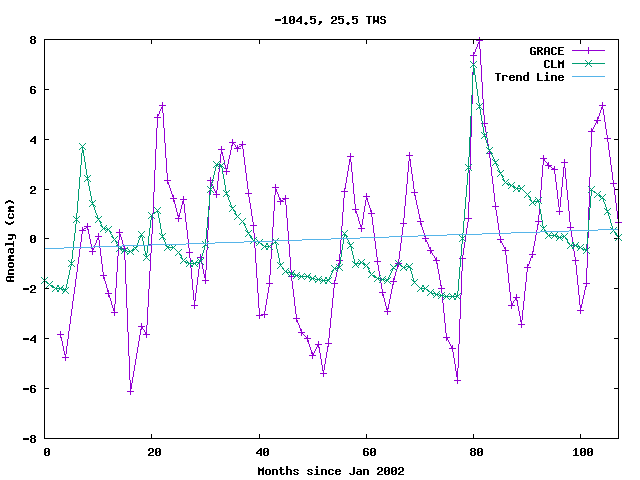 -104.5, 25.5 TWS
GRACE
CLM
Trend Line
8
6
4
2
0
-2
-4
-6
-8
Anomaly (cm)
0 20 40 60 80 100
Months since Jan 2002